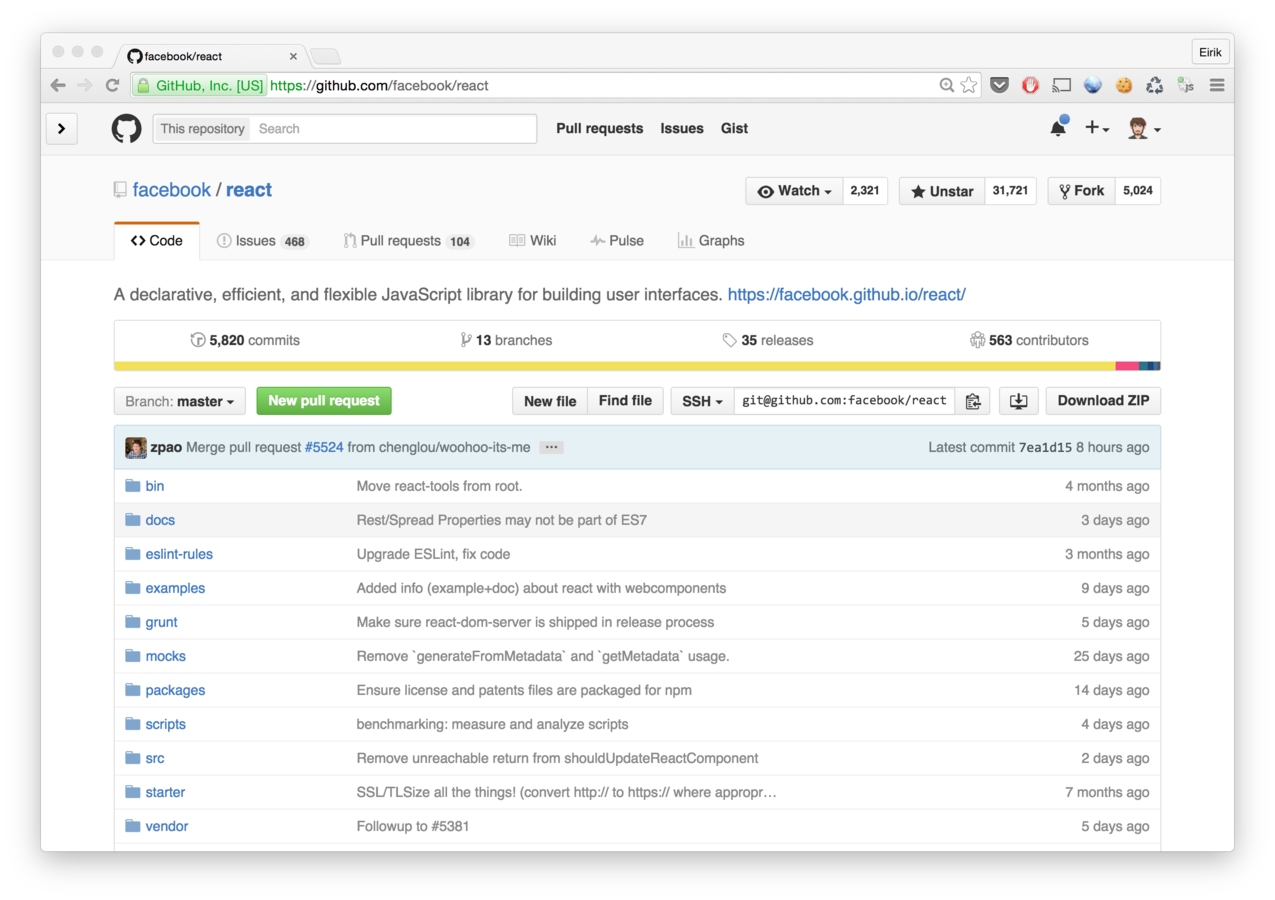 facebook/react
Eirik
GitHub, Inc. [US] https://github.com/facebook/react
This repository Search Pull requests Issues Gist
facebook / react
Watch 2,321 Unstar 31,721 Fork 5,024
Code Issues 468 Pull requests 104 Wiki Pulse Graphs
A declarative, efficient, and flexible JavaScript library for building user interfaces. https://facebook.github.io/react/
5,820 commits 13 branches 35 releases 563 contributors
Branch: master New pull request New file Find file SSH git@github.com:facebook/react Download ZIP
zpao Merge pull request #5524 from chenglou/woohoo-its-me ... Latest commit 7ea1d15 8 hours ago
bin Move react-tools from root. 4 months ago
docs Rest/Spread Properties may not be part of ES7 3 days ago
eslint-rules Upgrade ESLint, fix code 3 months ago
examples Added info (example+doc) about react with webcomponents 9 days ago
grunt Make sure react-dom-server is shipped in release process 5 days ago
mocks Remove `generateFromMetadata` and `getMetadata` usage. 25 days ago
packages Ensure license and patents files are packaged for npm 14 days ago
scripts benchmarking: measure and analyze scripts 4 days ago
src Remove unreachable return from shouldUpdateReactComponent 2 days ago
starter SSL/TLSize all the things! (convert http:// to https:// where appropr… 7 months ago
vendor Followup to #5381 5 days ago